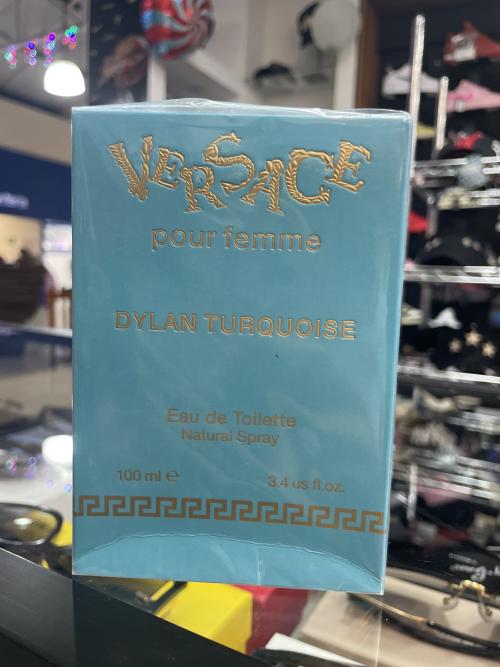 VERSACE
pour femme
DYLAN TURQUOISE
Eau de Toilette
Natural Spray
100 ml ℮
3.4 us fl.oz.